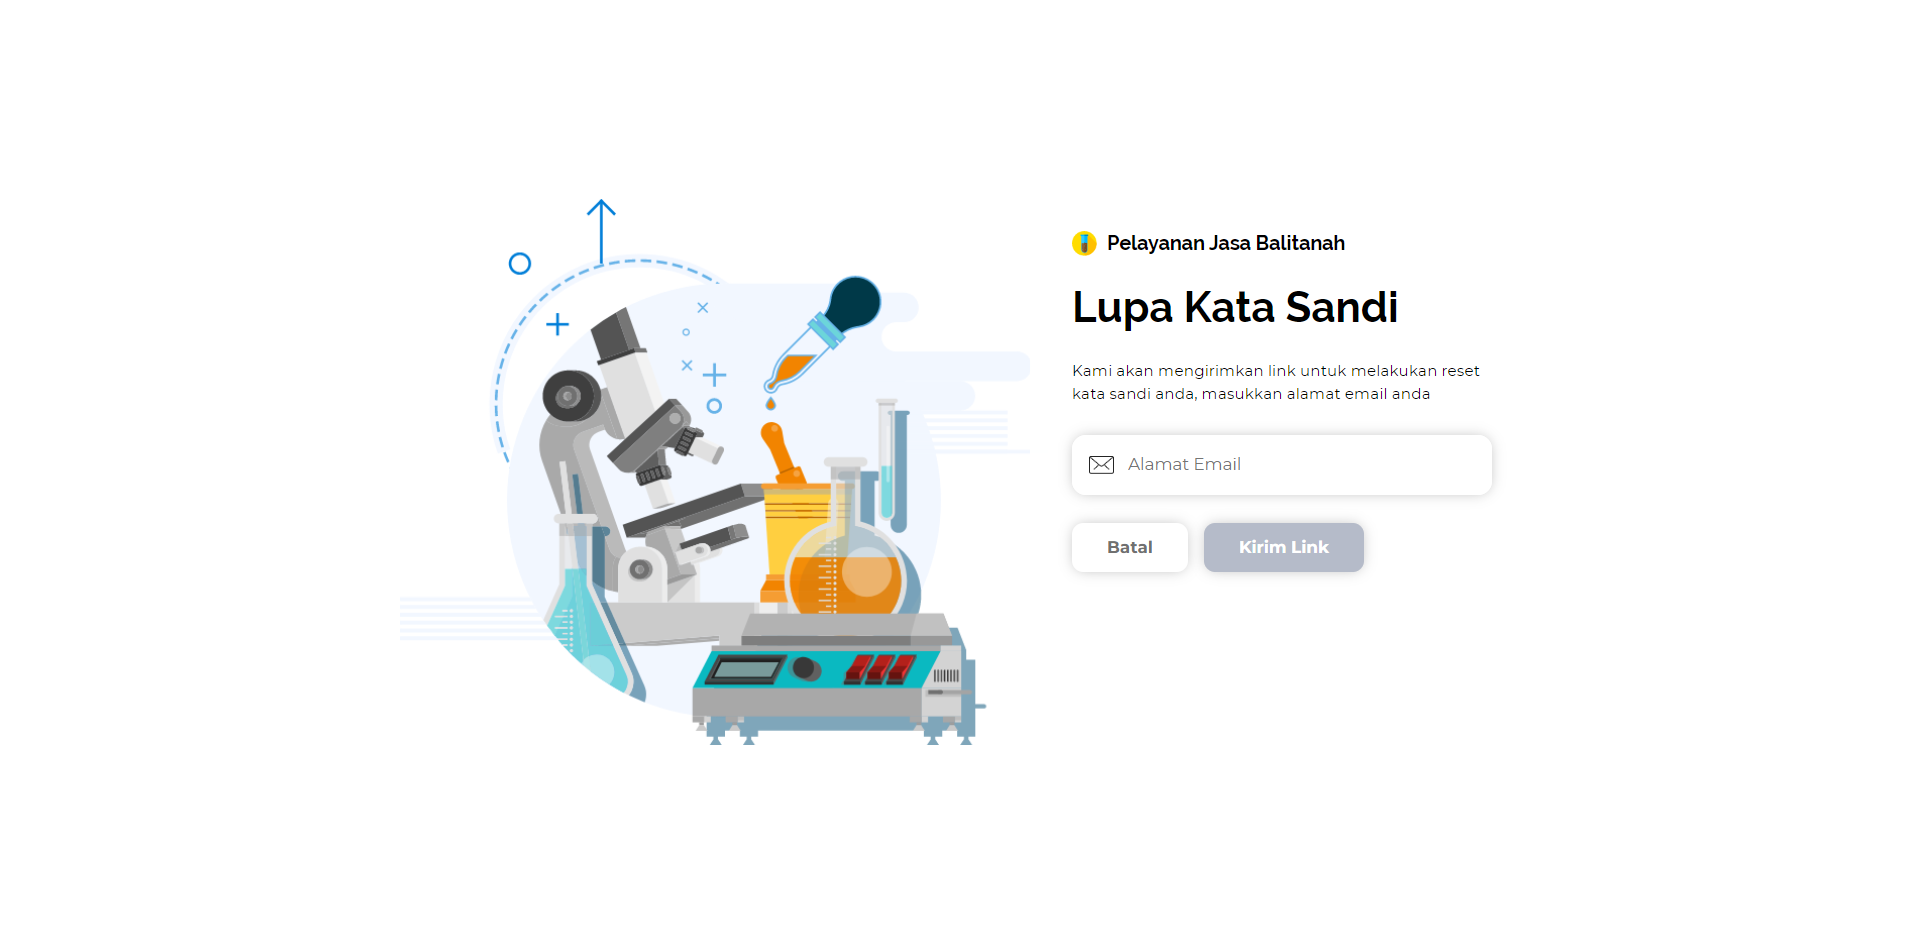 Pelayanan Jasa Balitanah
Lupa Kata Sandi
Kami akan mengirimkan link untuk melakukan reset
kata sandi anda, masukkan alamat email anda
Alamat Email
Batal
Kirim Link